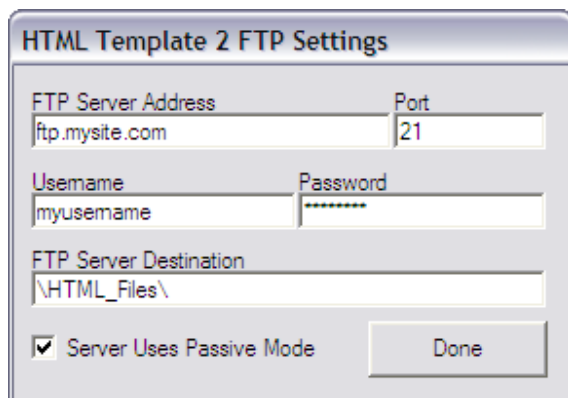 HTML Template 2 FTP Settings
FTP Server Address Port
ftp.mysite.com 21
Username Password
myusername ********
FTP Server Destination
\HTML_Files\
Server Uses Passive Mode Done